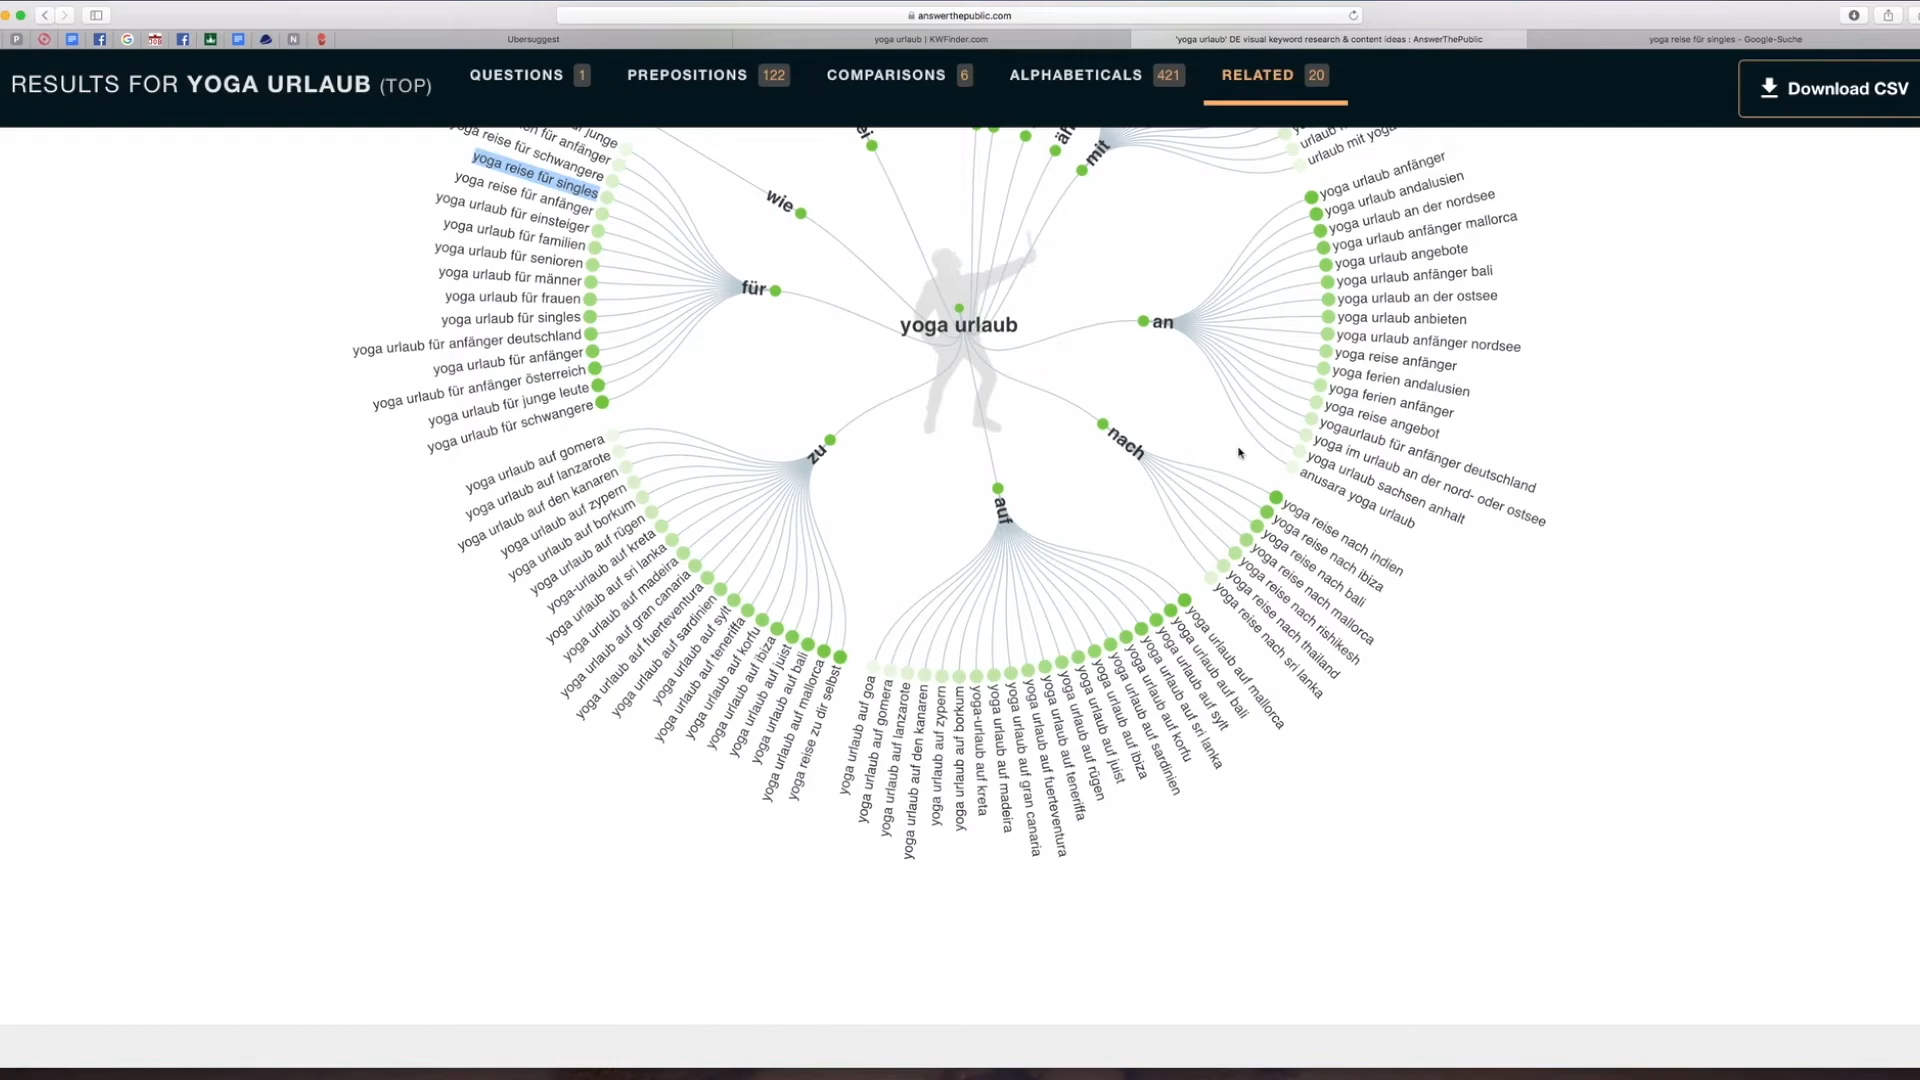 answerthepublic.com
Ubersuggest
yoga urlaub | KWFinder.com
'yoga urlaub' DE visual keyword research & content ideas : AnswerThePublic
yoga reise für singles - Google-Suche
RESULTS FOR YOGA URLAUB (TOP)
QUESTIONS 1
PREPOSITIONS 122
COMPARISONS 6
ALPHABETICALS 421
RELATED 20
Download CSV
yoga urlaub
wie
für
zu
auf
nach
an
mit
yoga reise für schwangere
yoga reise für singles
yoga reise für anfänger
yoga urlaub für einsteiger
yoga urlaub für familien
yoga urlaub für senioren
yoga urlaub für männer
yoga urlaub für frauen
yoga urlaub für singles
yoga urlaub für anfänger deutschland
yoga urlaub für anfänger
yoga urlaub für anfänger österreich
yoga urlaub für junge leute
yoga urlaub für schwangere
yoga urlaub auf gomera
yoga urlaub auf lanzarote
yoga urlaub auf den kanaren
yoga urlaub auf zypern
yoga urlaub auf borkum
yoga urlaub auf rügen
yoga-urlaub auf kreta
yoga urlaub auf sri lanka
yoga urlaub auf madeira
yoga urlaub auf gran canaria
yoga urlaub auf fuerteventura
yoga urlaub auf sardinien
yoga urlaub auf sylt
yoga urlaub auf teneriffa
yoga urlaub auf korfu
yoga urlaub auf ibiza
yoga urlaub auf juist
yoga urlaub auf bali
yoga urlaub auf mallorca
yoga reise zu dir selbst
yoga urlaub auf goa
yoga urlaub auf gomera
yoga urlaub auf lanzarote
yoga urlaub auf den kanaren
yoga urlaub auf zypern
yoga urlaub auf borkum
yoga-urlaub auf kreta
yoga urlaub auf madeira
yoga urlaub auf gran canaria
yoga urlaub auf fuerteventura
yoga urlaub auf teneriffa
yoga urlaub auf rügen
yoga urlaub auf juist
yoga urlaub auf ibiza
yoga urlaub auf sardinien
yoga urlaub auf korfu
yoga urlaub auf sri lanka
yoga urlaub auf sylt
yoga urlaub auf bali
yoga urlaub auf mallorca
yoga reise nach indien
yoga reise nach ibiza
yoga reise nach bali
yoga reise nach mallorca
yoga reise nach rishikesh
yoga reise nach thailand
yoga reise nach sri lanka
urlaub mit yoga
yoga urlaub anfänger
yoga urlaub andalusien
yoga urlaub an der nordsee
yoga urlaub anfänger mallorca
yoga urlaub angebote
yoga urlaub anfänger bali
yoga urlaub an der ostsee
yoga urlaub anbieten
yoga urlaub anfänger nordsee
yoga reise anfänger
yoga ferien andalusien
yoga ferien anfänger
yoga reise angebot
yogaurlaub für anfänger deutschland
yoga im urlaub an der nord- oder ostsee
yoga urlaub sachsen anhalt
anusara yoga urlaub